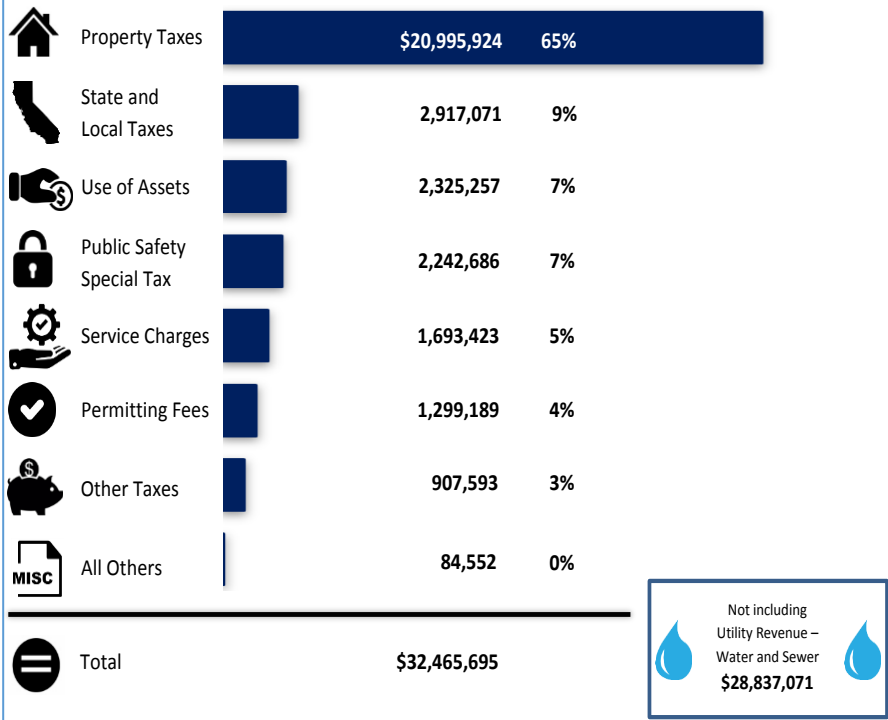 Property Taxes $20,995,924 65%
State and
Local Taxes 2,917,071 9%
$ Use of Assets 2,325,257 7%
Public Safety
Special Tax 2,242,686 7%
Service Charges 1,693,423 5%
Permitting Fees 1,299,189 4%
$ Other Taxes 907,593 3%
MISC All Others 84,552 0%
Total $32,465,695
Not including
Utility Revenue –
Water and Sewer
$28,837,071